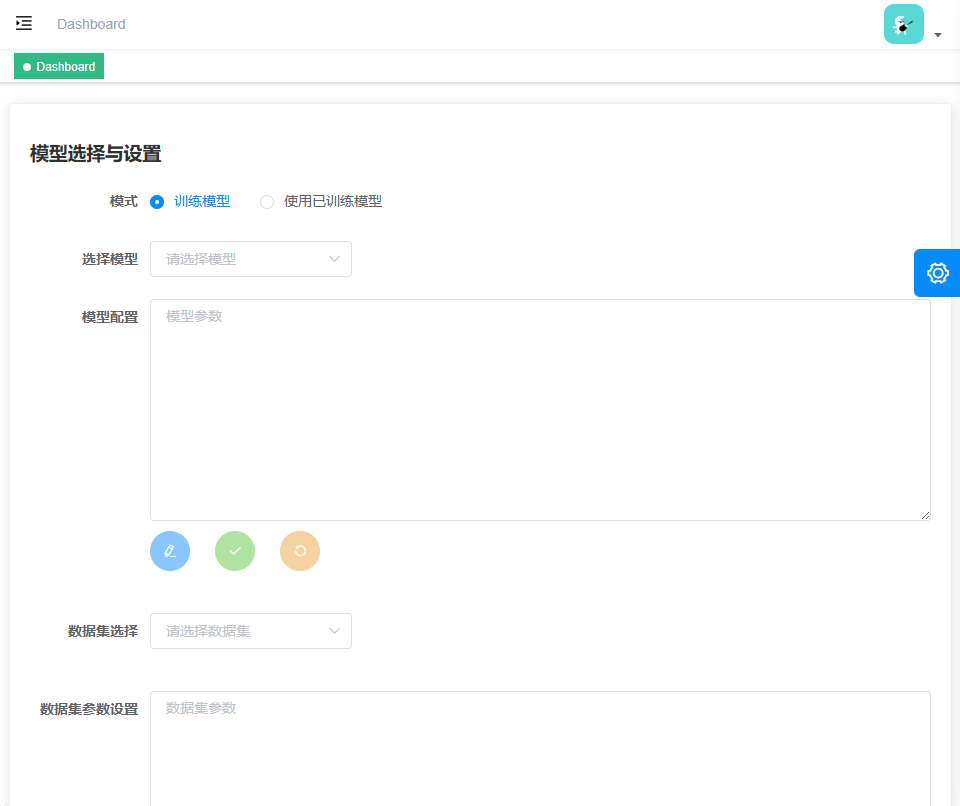 Dashboard
Dashboard
模型选择与设置
模式 训练模型 使用已训练模型
选择模型 请选择模型
模型配置 模型参数
数据集选择 请选择数据集
数据集参数设置 数据集参数